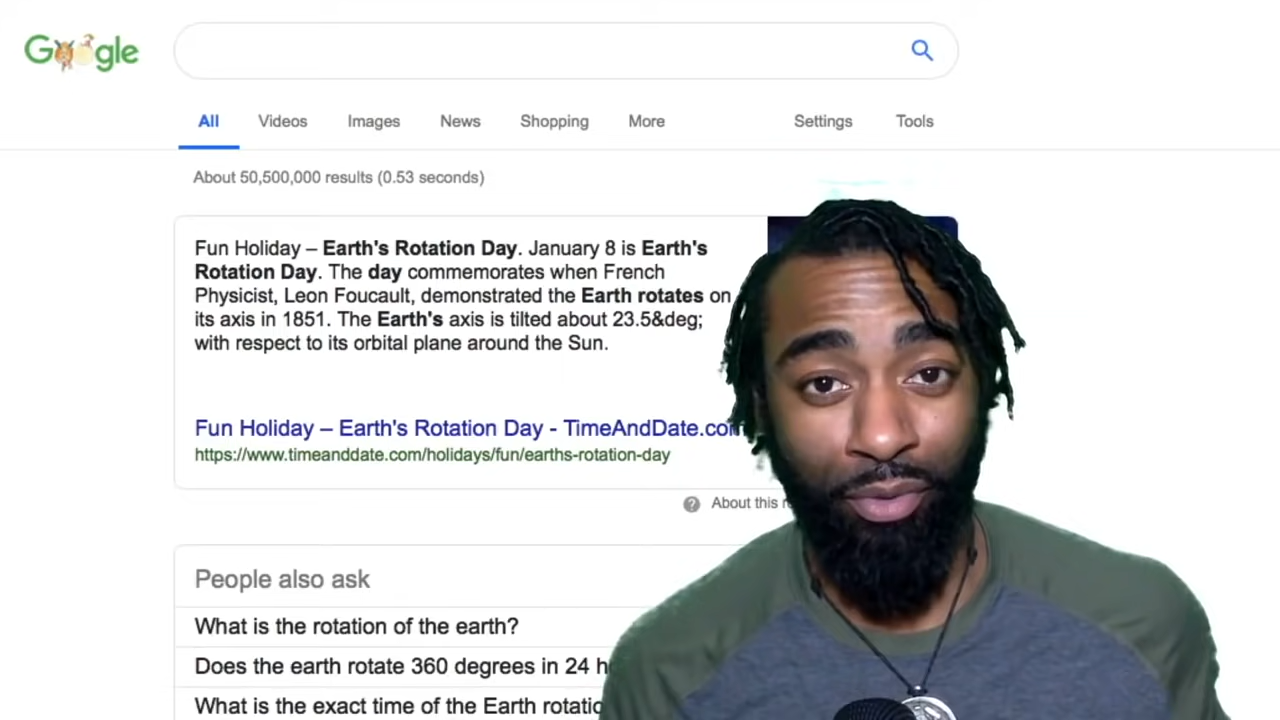 Google
All Videos Images News Shopping More Settings Tools
About 50,500,000 results (0.53 seconds)
Fun Holiday – Earth's Rotation Day. January 8 is Earth's
Rotation Day. The day commemorates when French
Physicist, Leon Foucault, demonstrated the Earth rotates on
its axis in 1851. The Earth's axis is tilted about 23.5&deg;
with respect to its orbital plane around the Sun.
Fun Holiday – Earth's Rotation Day - TimeAndDate.com
https://www.timeanddate.com/holidays/fun/earths-rotation-day
About this
People also ask
What is the rotation of the earth?
Does the earth rotate 360 degrees in 24
What is the exact time of the Earth